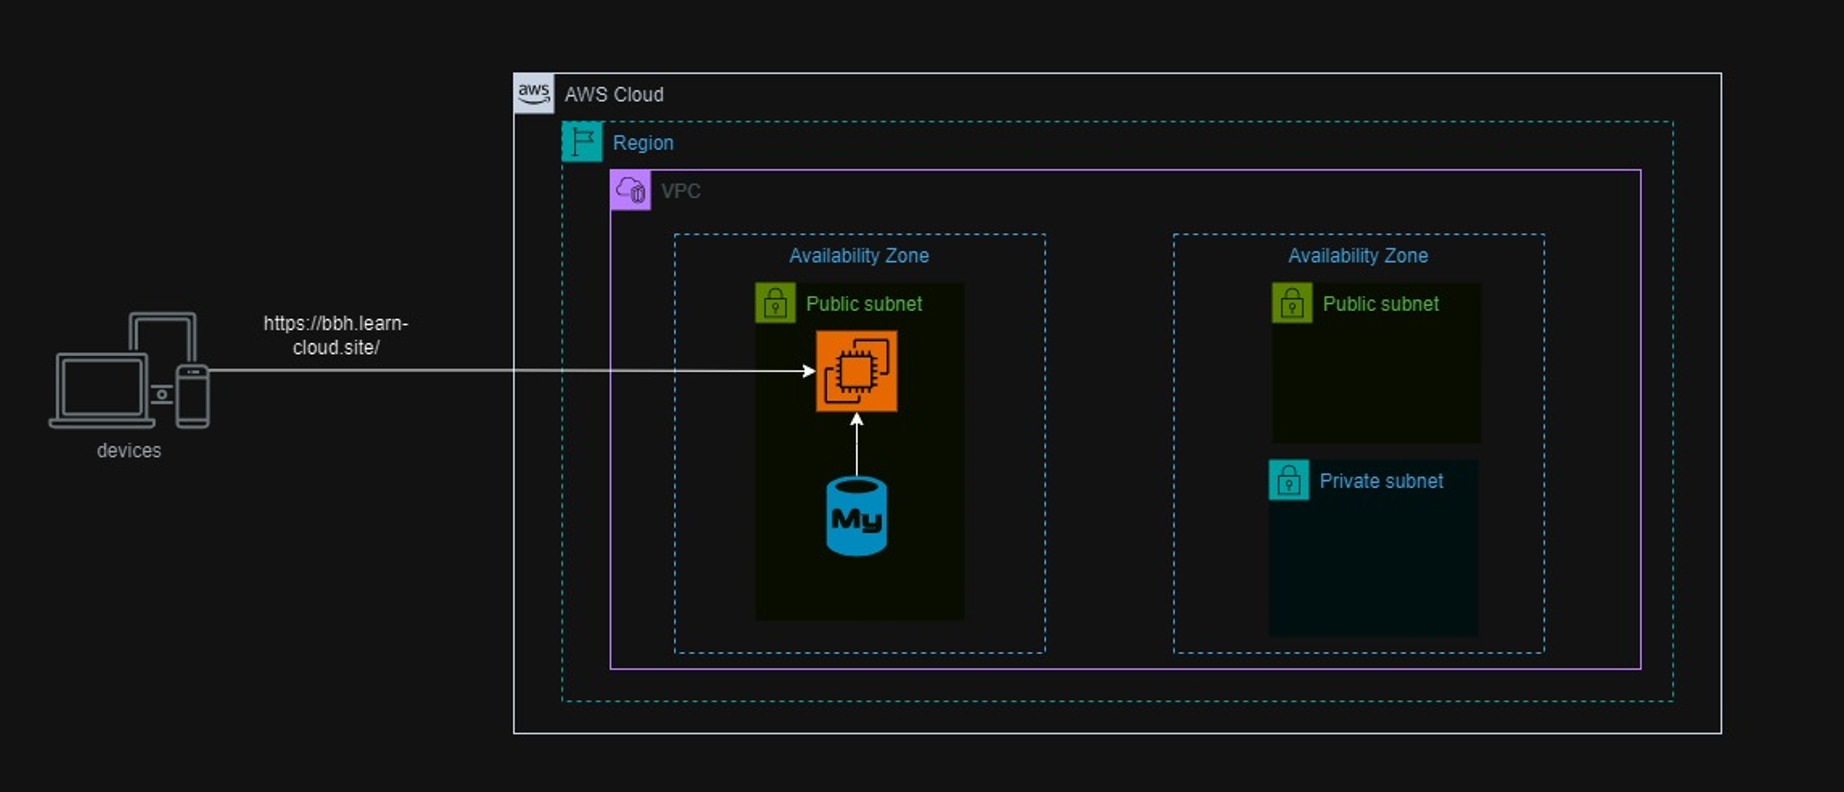 aws
AWS Cloud
Region
VPC
Availability Zone
Availability Zone
Public subnet
Public subnet
https://bbh.learn-
cloud.site/
devices
Private subnet
My